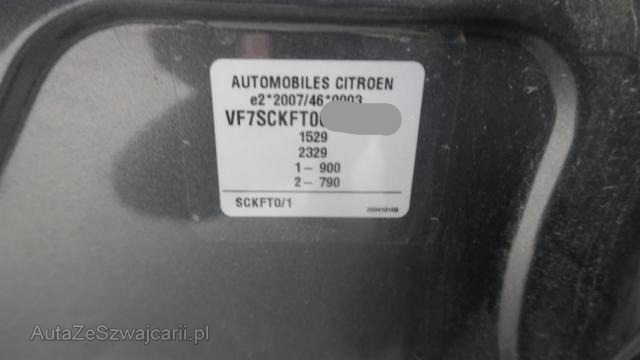 AUTOMOBILES CITROEN
e2*2007/46*0003
VF7SCKFT0
1529
2329
1- 900
2- 790
SCKFT0/1
AutaZeSzwajcarii.pl